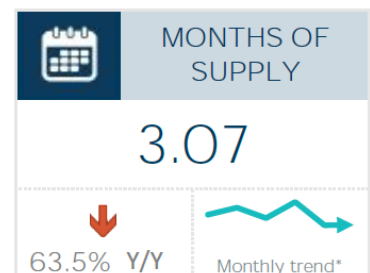 MONTHS OF
SUPPLY
3.07
63.5% Y/Y
Monthly trend*